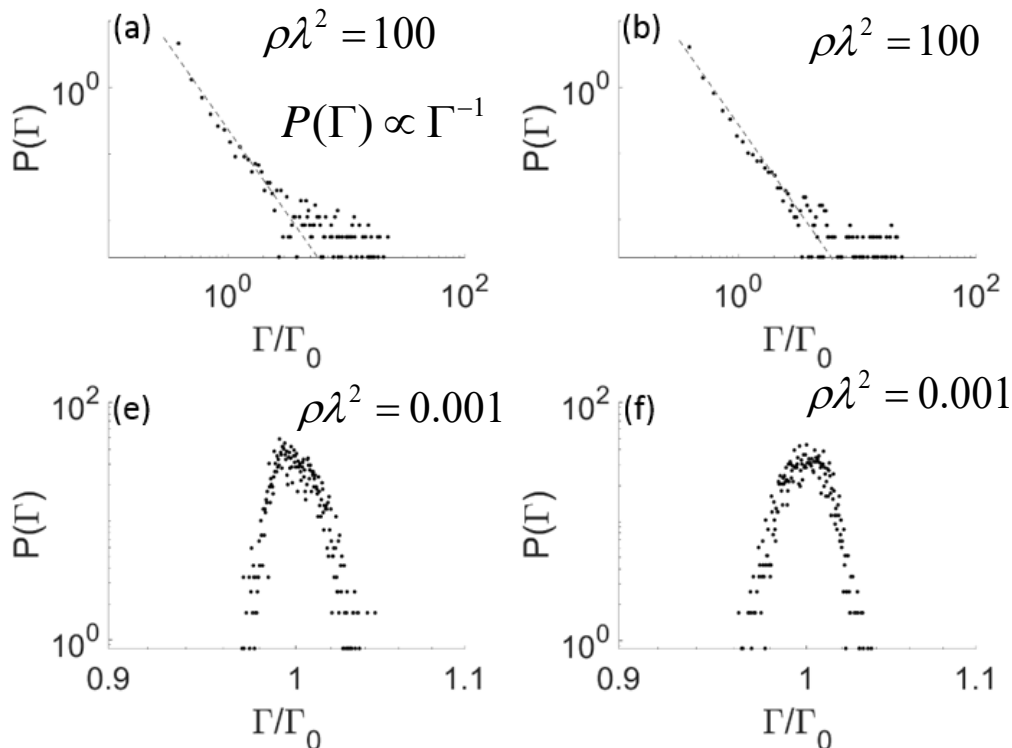 (a) ρλ² = 100
P(Γ) ∝ Γ⁻¹
10⁰
P(Γ)
10⁰ 10²
Γ/Γ₀
(b) ρλ² = 100
10⁰
P(Γ)
10⁰ 10²
Γ/Γ₀
(e) ρλ² = 0.001
10²
P(Γ)
10⁰
0.9 1 1.1
Γ/Γ₀
(f) ρλ² = 0.001
10²
P(Γ)
10⁰
0.9 1 1.1
Γ/Γ₀